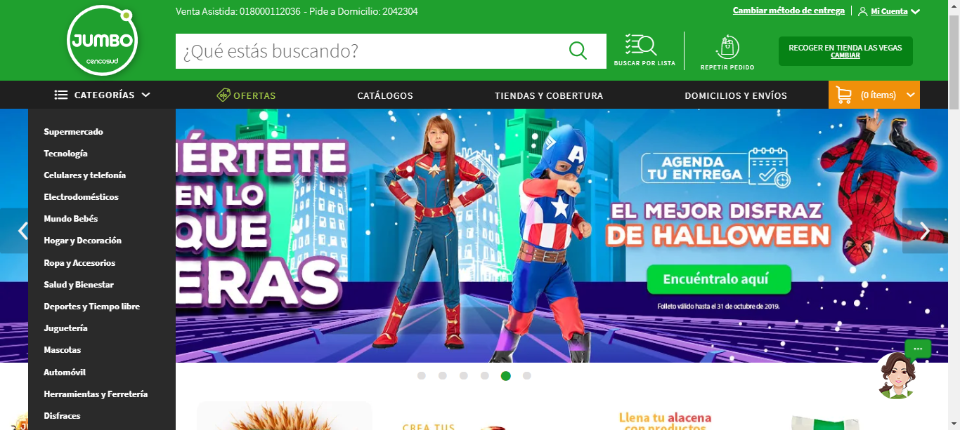 Venta Asistida: 018000112036 - Pide a Domicilio: 2042304
Cambiar método de entrega
Mi Cuenta
JUMBO
cencosud
¿Qué estás buscando?
BUSCAR POR LISTA
REPETIR PEDIDO
RECOGER EN TIENDA LAS VEGAS
CAMBIAR
CATEGORÍAS
OFERTAS
CATÁLOGOS
TIENDAS Y COBERTURA
DOMICILIOS Y ENVÍOS
(0 ítems)
Supermercado
Tecnología
Celulares y telefonía
Electrodomésticos
Mundo Bebés
Hogar y Decoración
Ropa y Accesorios
Salud y Bienestar
Deportes y Tiempo libre
Juguetería
Mascotas
Automóvil
Herramientas y Ferretería
Disfraces
IÉRTETE
EN LO
QUE
ERAS
A
AGENDA
TU ENTREGA
EL MEJOR DISFRAZ
DE HALLOWEEN
Encuéntralo aquí
Folleto válido hasta el 31 de octubre de 2019.
CREA TUS
Llena tu alacena
con productos